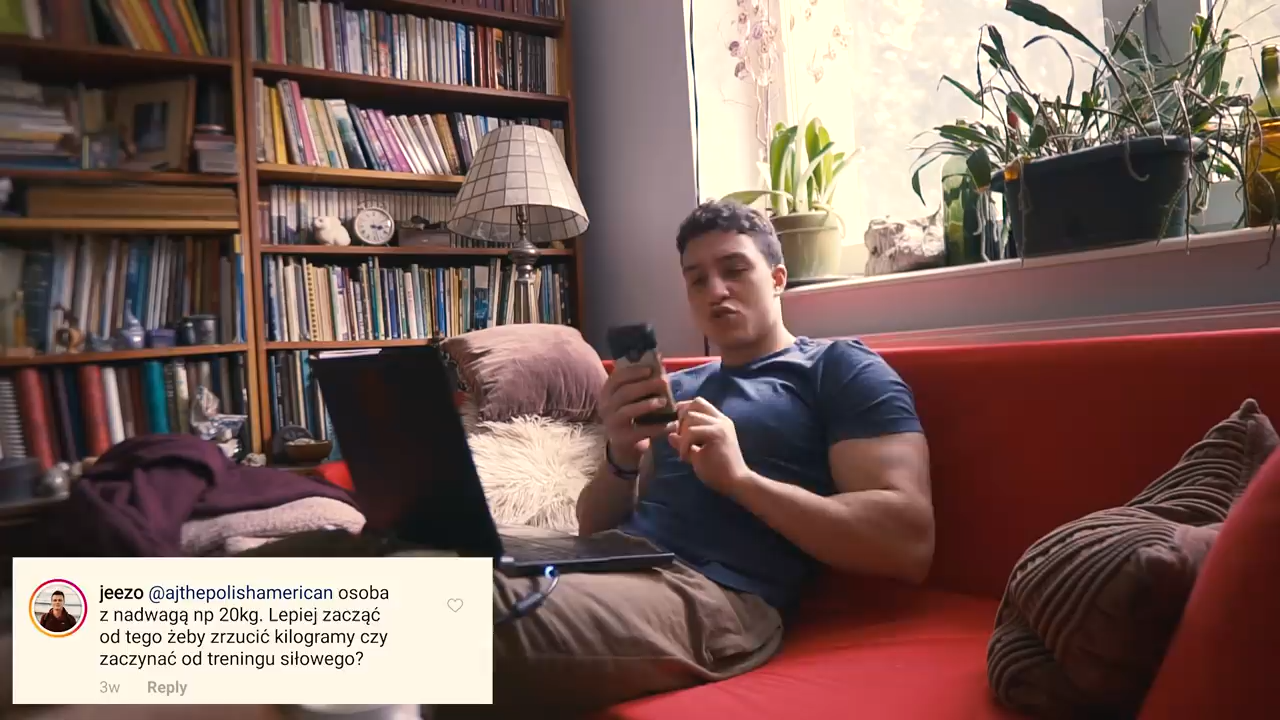 jeezo @ajthepolishamerican osoba
z nadwagą np 20kg. Lepiej zacząć
od tego żeby zrzucić kilogramy czy
zaczynać od treningu siłowego?
3w Reply